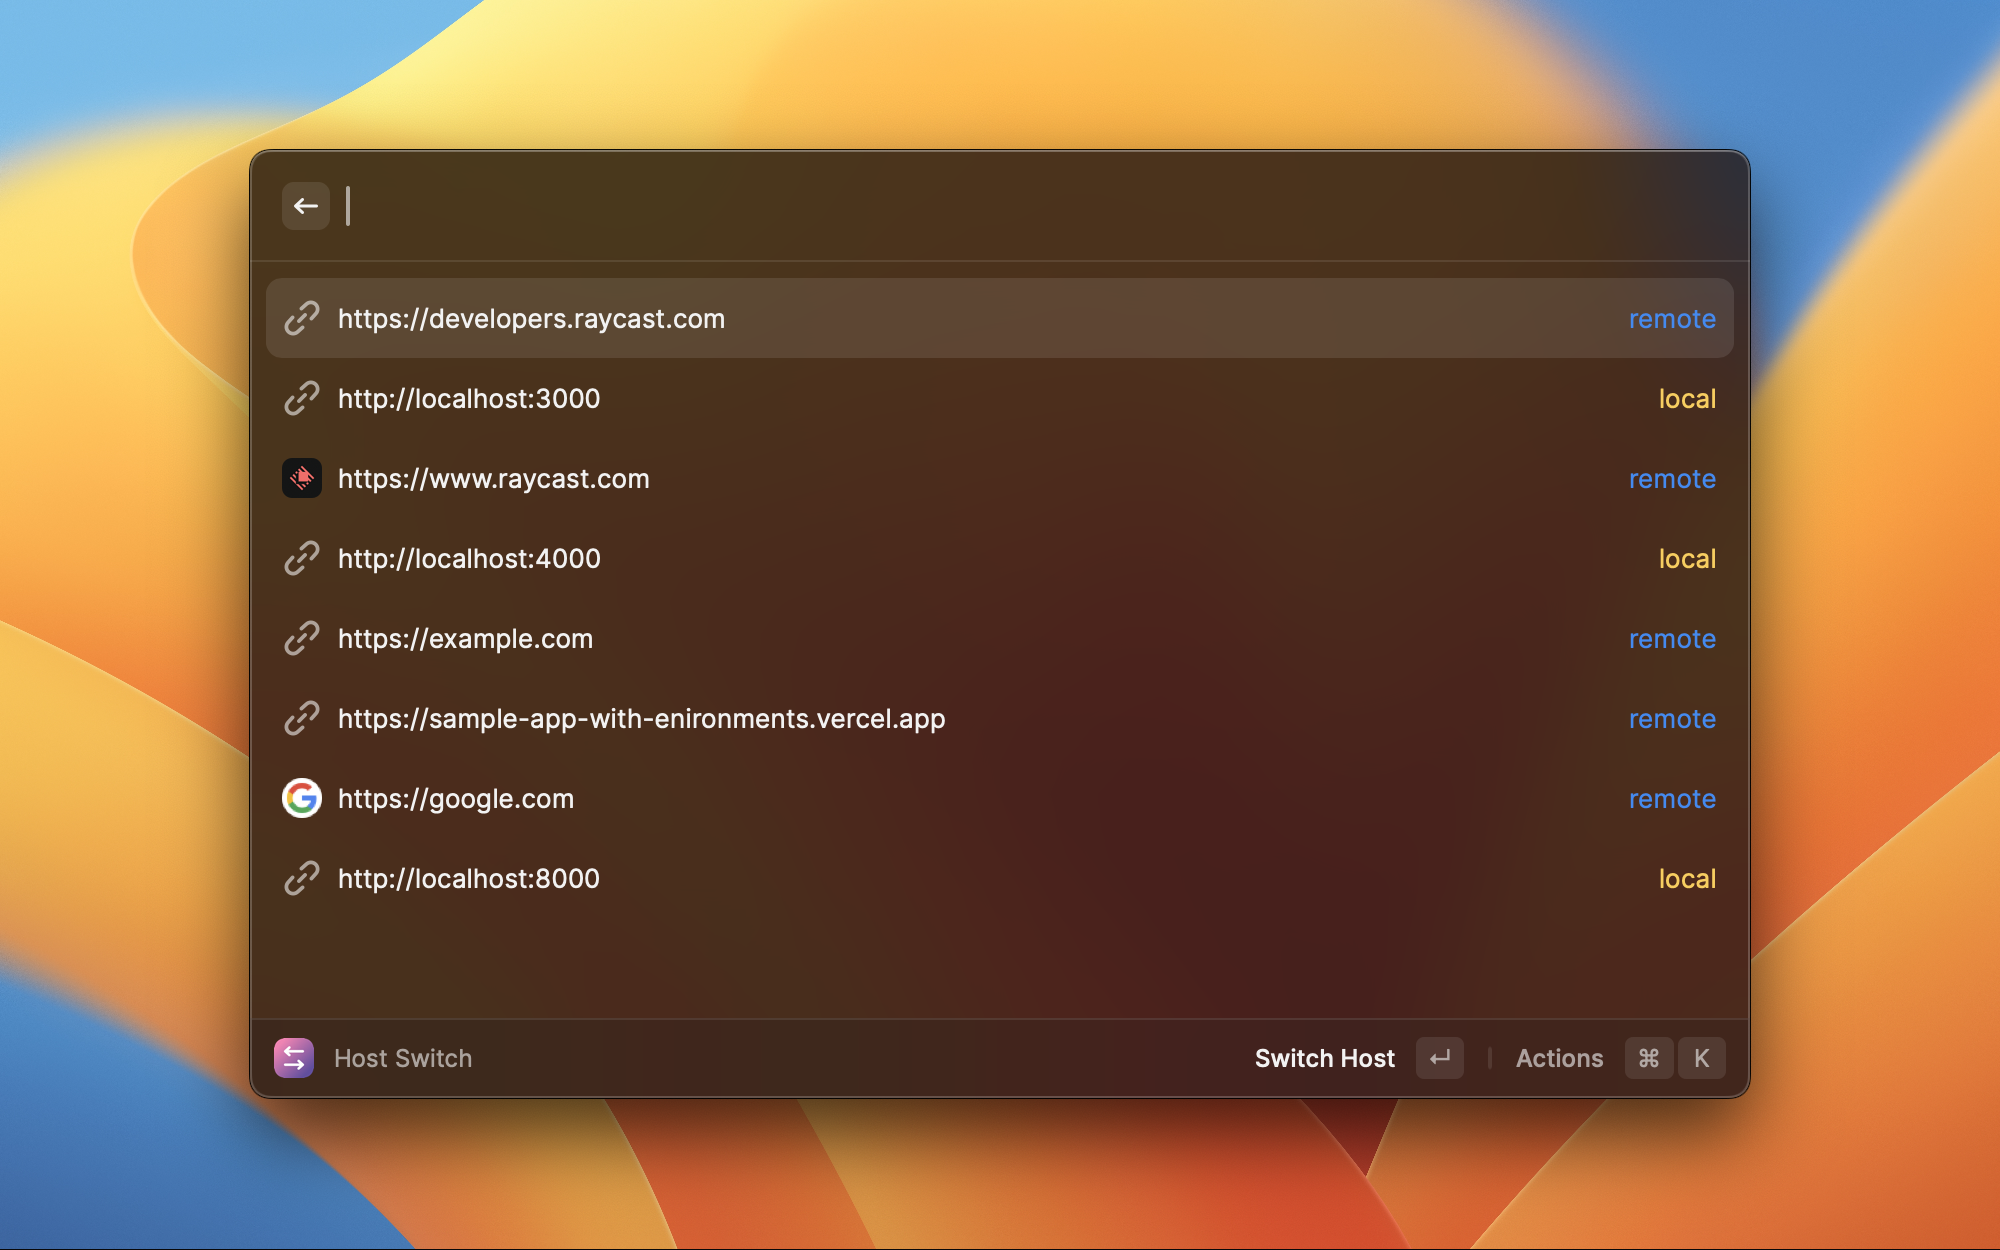 https://developers.raycast.com remote
http://localhost:3000 local
https://www.raycast.com remote
http://localhost:4000 local
https://example.com remote
https://sample-app-with-enironments.vercel.app remote
https://google.com remote
http://localhost:8000 local
Host Switch Switch Host ↵ Actions ⌘ K